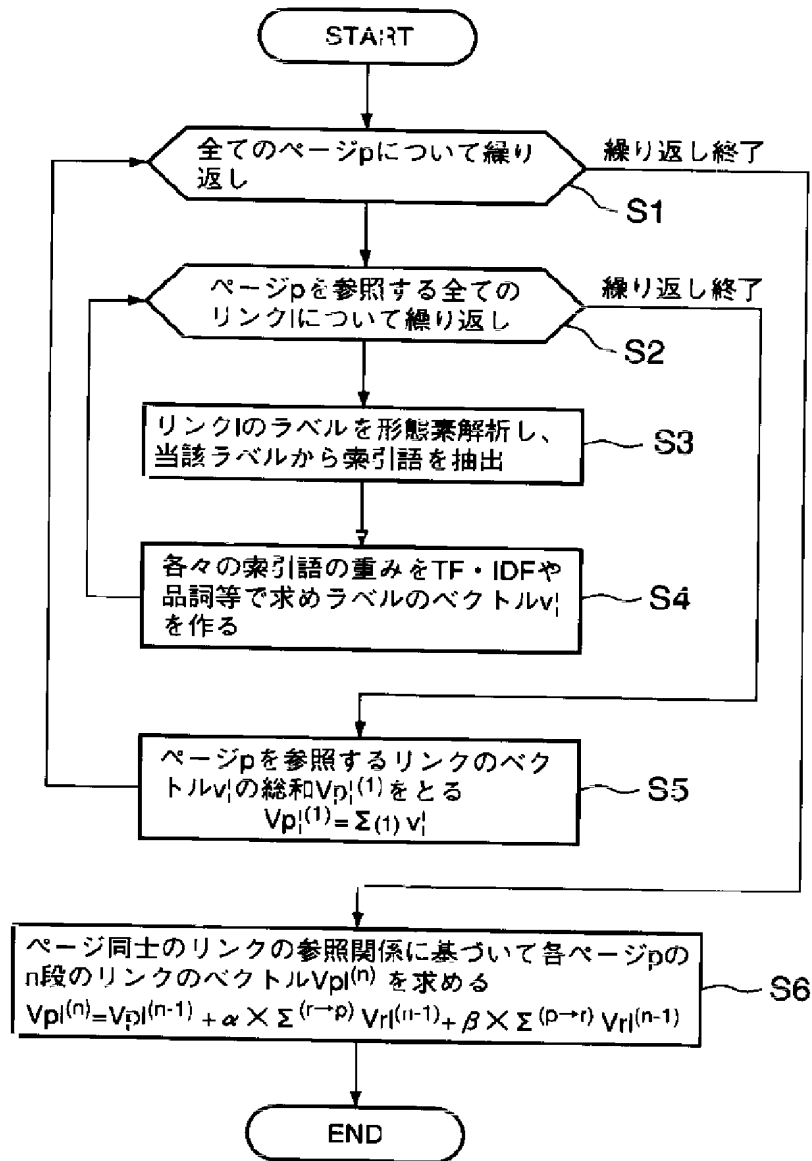 START
全てのページpについて繰り
返し
繰り返し終了
S1
ページpを参照する全ての
リンクlについて繰り返し
繰り返し終了
S2
リンクlのラベルを形態素解析し、
当該ラベルから索引語を抽出
S3
各々の索引語の重みをTF・IDFや
品詞等で求めラベルのベクトルvl
を作る
S4
ページpを参照するリンクのベク
トルvlの総和Vpl(1)をとる
Vpl(1)=Σ(1) vl
S5
ページ同士のリンクの参照関係に基づいて各ページpの
n段のリンクのベクトルVpl(n) を求める
Vpl(n)=Vpl(n-1) +α×Σ(r→p) Vrl(n-1)+β×Σ(p→r) Vrl(n-1)
S6
END